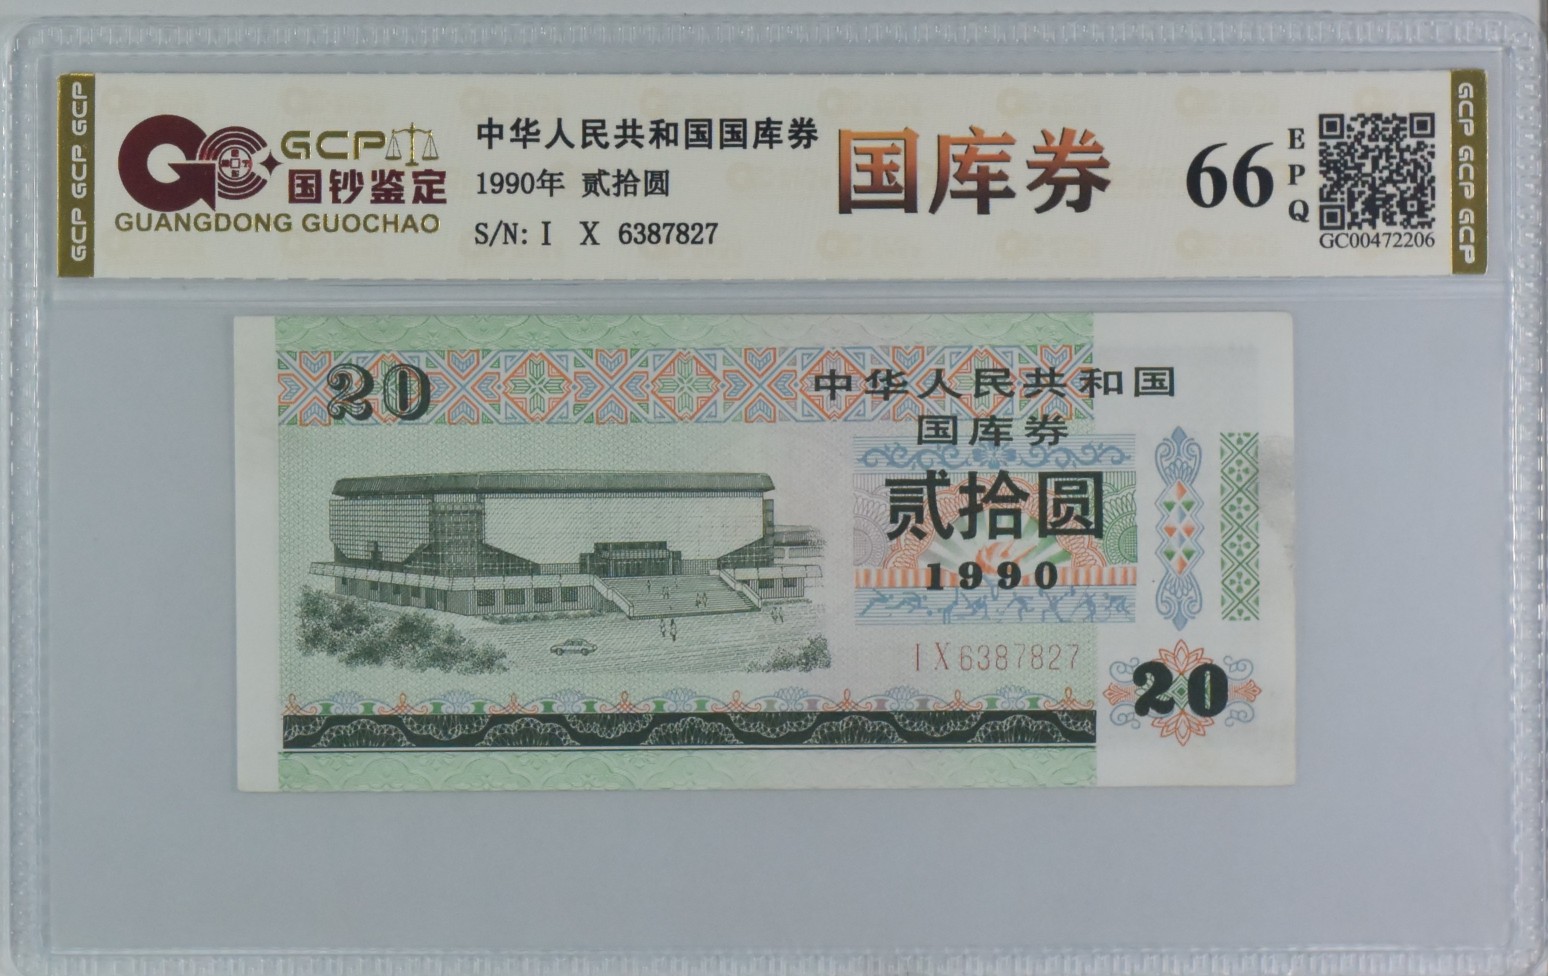 GCP GCP GCP
GCP
国钞鉴定
GUANGDONG GUOCHAO
中华人民共和国国库券
1990年 贰拾圆
S/N: I X 6387827
国库券
66
EPQ
GC00472206
GCP GCP GCP
20
中华人民共和国
国库券
贰拾圆
1990
IX6387827
20